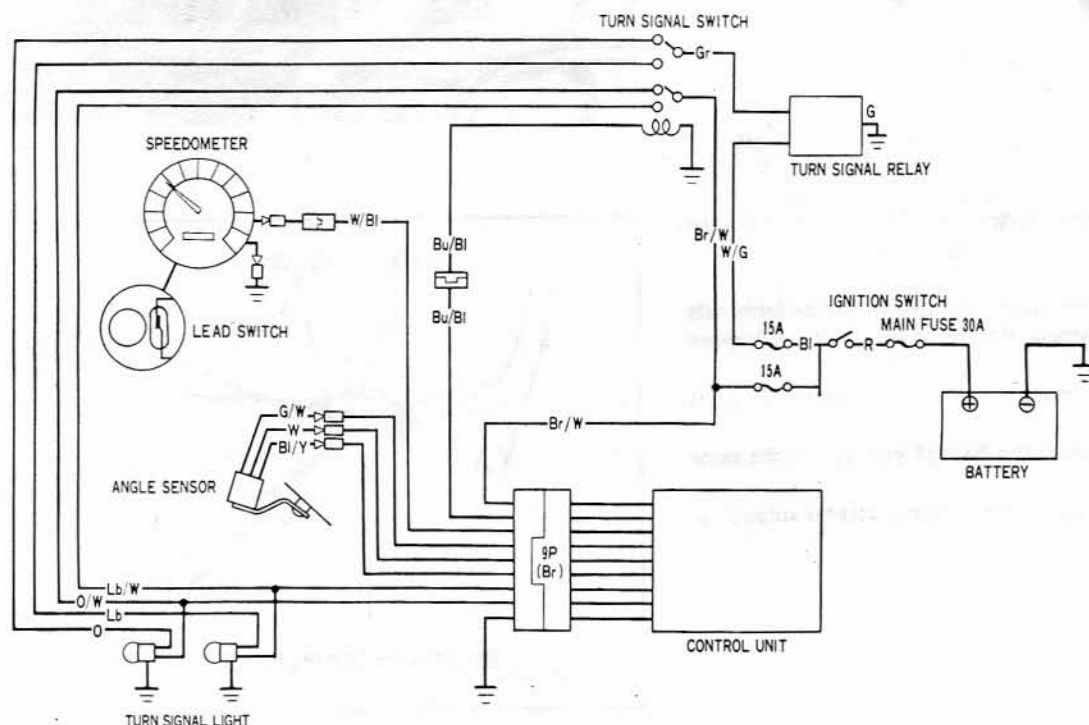 TURN SIGNAL SWITCH
Gr
G
SPEEDOMETER
TURN SIGNAL RELAY
W/Bl
Bu/Bl
Br/W
W/G
Bu/Bl
LEAD SWITCH
IGNITION SWITCH
15A
Bl
R
MAIN FUSE 30A
15A
G/W
W
Bl/Y
Br/W
ANGLE SENSOR
BATTERY
9P
(Br)
Lb/W
O/W
Lb
O
CONTROL UNIT
TURN SIGNAL LIGHT